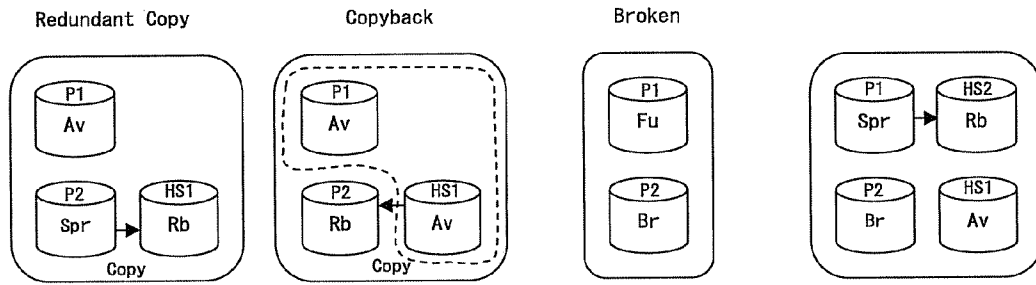 Redundant Copy
Copyback
Broken
P1
Av
P2
Spr
HS1
Rb
Copy
P1
Av
P2
Rb
HS1
Av
Copy
P1
Fu
P2
Br
P1
Spr
HS2
Rb
P2
Br
HS1
Av